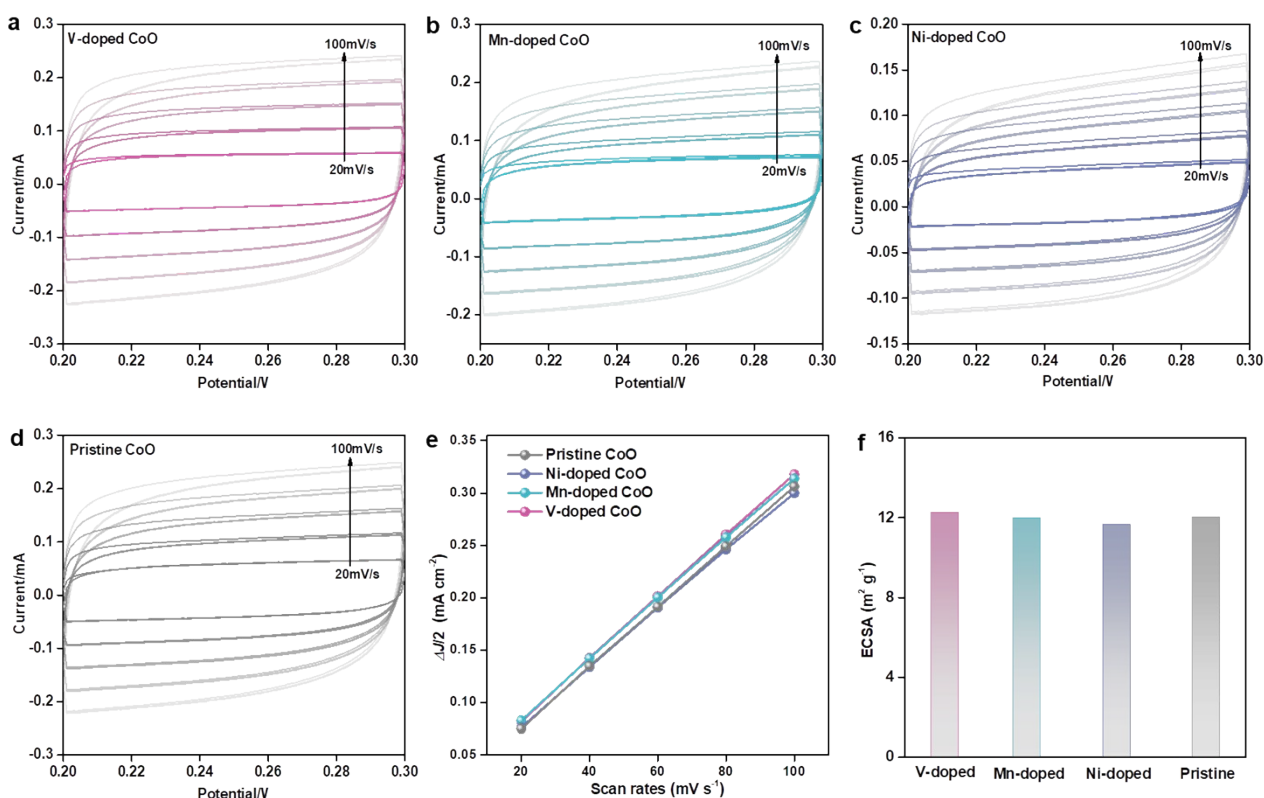 a
V-doped CoO
100mV/s
20mV/s
0.3
0.2
0.1
0.0
-0.1
-0.2
-0.3
Current/mA
0.20
0.22
0.24
0.26
0.28
0.30
Potential/V
b
Mn-doped CoO
100mV/s
20mV/s
0.3
0.2
0.1
0.0
-0.1
-0.2
Current/mA
0.20
0.22
0.24
0.26
0.28
0.30
Potential/V
c
Ni-doped CoO
100mV/s
20mV/s
0.20
0.15
0.10
0.05
0.00
-0.05
-0.10
-0.15
Current/mA
0.20
0.22
0.24
0.26
0.28
0.30
Potential/V
d
Pristine CoO
100mV/s
20mV/s
0.3
0.2
0.1
0.0
-0.1
-0.2
-0.3
Current/mA
0.20
0.22
0.24
0.26
0.28
0.30
Potential/V
e
Pristine CoO
Ni-doped CoO
Mn-doped CoO
V-doped CoO
0.35
0.30
0.25
0.20
0.15
0.10
0.05
ΔJ/2 (mA cm⁻²)
20
40
60
80
100
Scan rates (mV s⁻¹)
f
16
12
8
4
0
ECSA (m² g⁻¹)
V-doped
Mn-doped
Ni-doped
Pristine